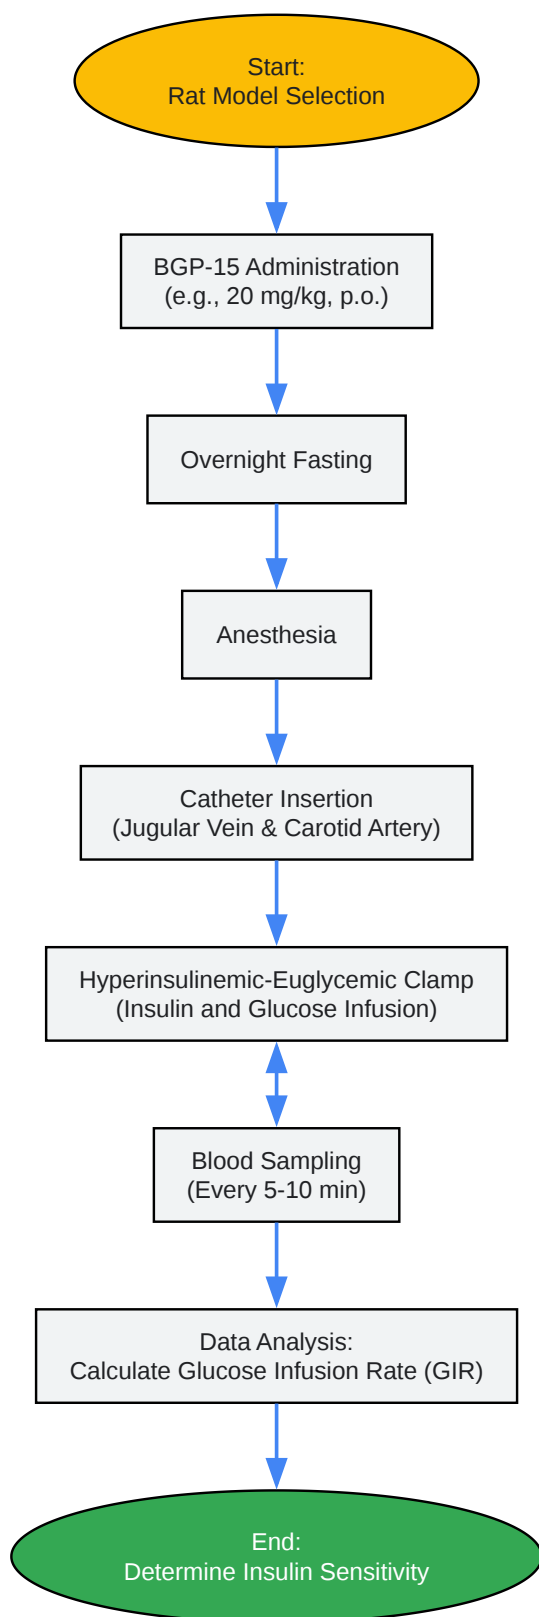 Start:
Rat Model Selection
BGP-15 Administration
(e.g., 20 mg/kg, p.o.)
Overnight Fasting
Anesthesia
Catheter Insertion
(Jugular Vein & Carotid Artery)
Hyperinsulinemic-Euglycemic Clamp
(Insulin and Glucose Infusion)
Blood Sampling
(Every 5-10 min)
Data Analysis:
Calculate Glucose Infusion Rate (GIR)
End:
Determine Insulin Sensitivity